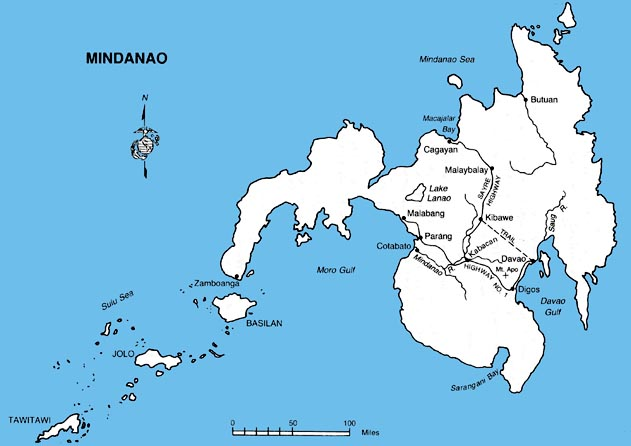 MINDANAO
N
Mindanao Sea
Butuan
Macajalar
Bay
Cagayan
Malaybalay
SAYRE
HIGHWAY
Lake
Lanao
Malabang
Kibawe
Saug
R.
TRAIL
Parang
Cotabato
Kabacan
Mindanao
R.
HIGHWAY NO. 1
Davao
Mt. Apo
Digos
Davao
Gulf
Moro Gulf
Zamboanga
Sulu Sea
BASILAN
JOLO
Sarangani Bay
TAWITAWI
0 50 100
Miles